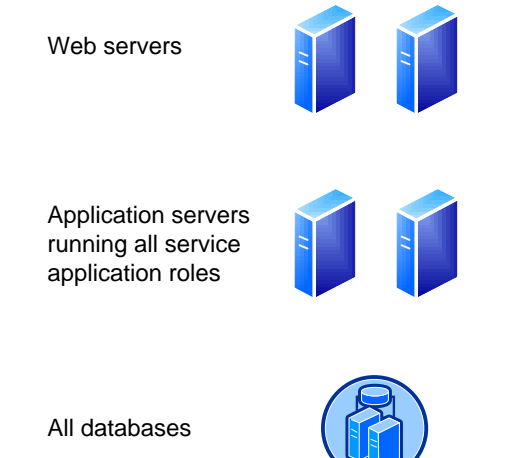 Web servers
Application servers
running all service
application roles
All databases